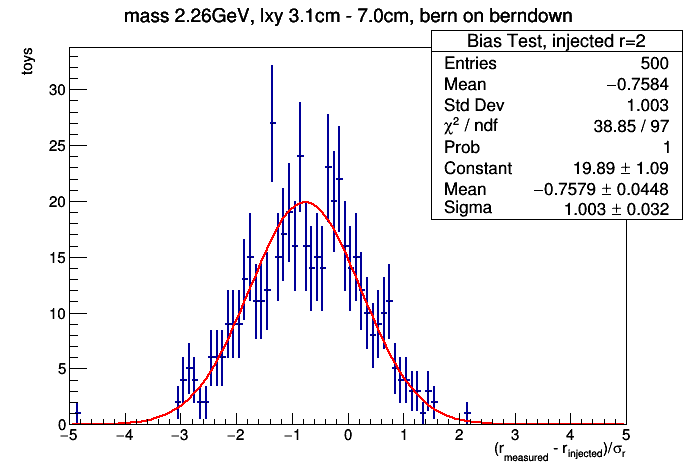 mass 2.26GeV, lxy 3.1cm - 7.0cm, bern on berndown
Bias Test, injected r=2
Entries 500
Mean −0.7584
Std Dev 1.003
χ² / ndf 38.85 / 97
Prob 1
Constant 19.89 ± 1.09
Mean −0.7579 ± 0.0448
Sigma 1.003 ± 0.032
toys
30
25
20
15
10
5
0
−5 −4 −3 −2 −1 0 1 2 3 4 5
(r_measured - r_injected)/σ_r